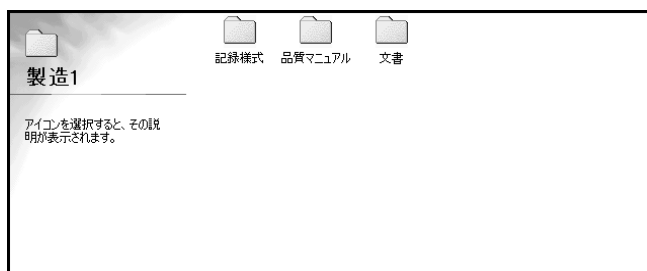 製造1
アイコンを選択すると、その説
明が表示されます。
記録様式 品質マニュアル 文書